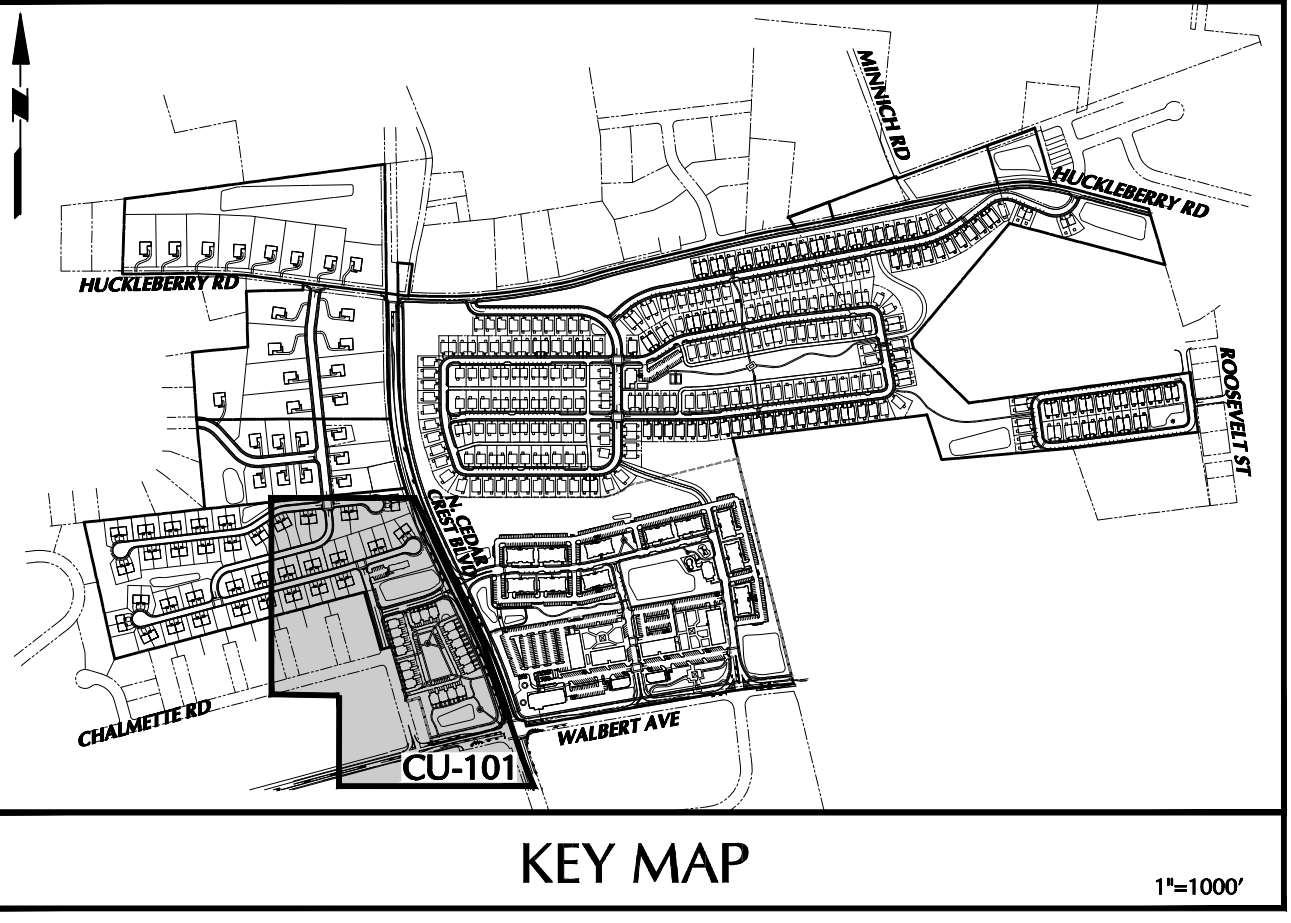 MINNICH RD
HUCKLEBERRY RD
HUCKLEBERRY RD
ROOSEVELT ST
N. CEDAR
CREST BLVD
CHALMETTE RD
WALBERT AVE
CU-101
KEY MAP
1"=1000'